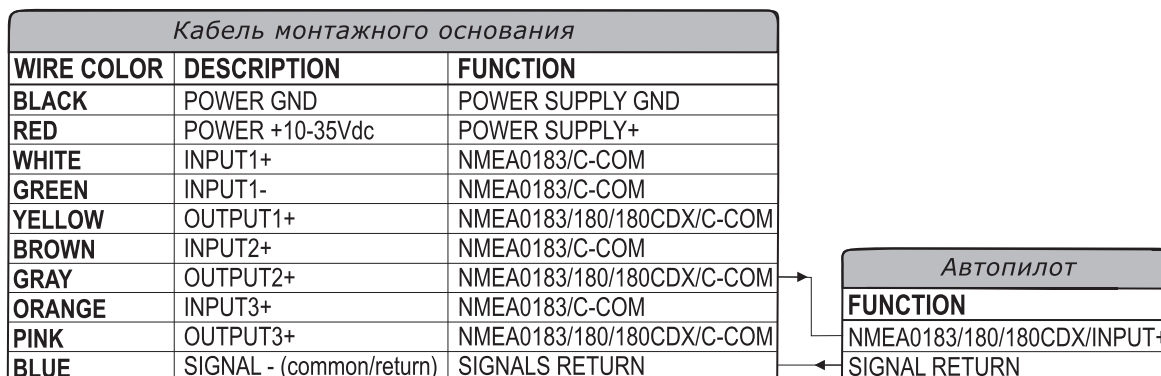 Кабель монтажного основания
WIRE COLOR DESCRIPTION FUNCTION
BLACK POWER GND POWER SUPPLY GND
RED POWER +10-35Vdc POWER SUPPLY+
WHITE INPUT1+ NMEA0183/C-COM
GREEN INPUT1- NMEA0183/C-COM
YELLOW OUTPUT1+ NMEA0183/180/180CDX/C-COM
BROWN INPUT2+ NMEA0183/C-COM
GRAY OUTPUT2+ NMEA0183/180/180CDX/C-COM
ORANGE INPUT3+ NMEA0183/C-COM
PINK OUTPUT3+ NMEA0183/180/180CDX/C-COM
BLUE SIGNAL - (common/return) SIGNALS RETURN
Автопилот
FUNCTION
NMEA0183/180/180CDX/INPUT+
SIGNAL RETURN